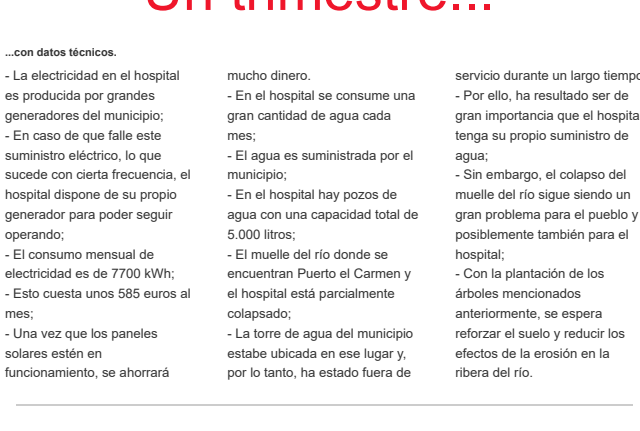 Un trimestre...
...con datos técnicos.
- La electricidad en el hospital
es producida por grandes
generadores del municipio;
- En caso de que falle este
suministro eléctrico, lo que
sucede con cierta frecuencia, el
hospital dispone de su propio
generador para poder seguir
operando;
- El consumo mensual de
electricidad es de 7700 kWh;
- Esto cuesta unos 585 euros al
mes;
- Una vez que los paneles
solares estén en
funcionamiento, se ahorrará
mucho dinero.
- En el hospital se consume una
gran cantidad de agua cada
mes;
- El agua es suministrada por el
municipio;
- En el hospital hay pozos de
agua con una capacidad total de
5.000 litros;
- El muelle del río donde se
encuentran Puerto el Carmen y
el hospital está parcialmente
colapsado;
- La torre de agua del municipio
estabe ubicada en ese lugar y,
por lo tanto, ha estado fuera de
servicio durante un largo tiempo
- Por ello, ha resultado ser de
gran importancia que el hospita
tenga su propio suministro de
agua;
- Sin embargo, el colapso del
muelle del río sigue siendo un
gran problema para el pueblo y
posiblemente también para el
hospital;
- Con la plantación de los
árboles mencionados
anteriormente, se espera
reforzar el suelo y reducir los
efectos de la erosión en la
ribera del río.